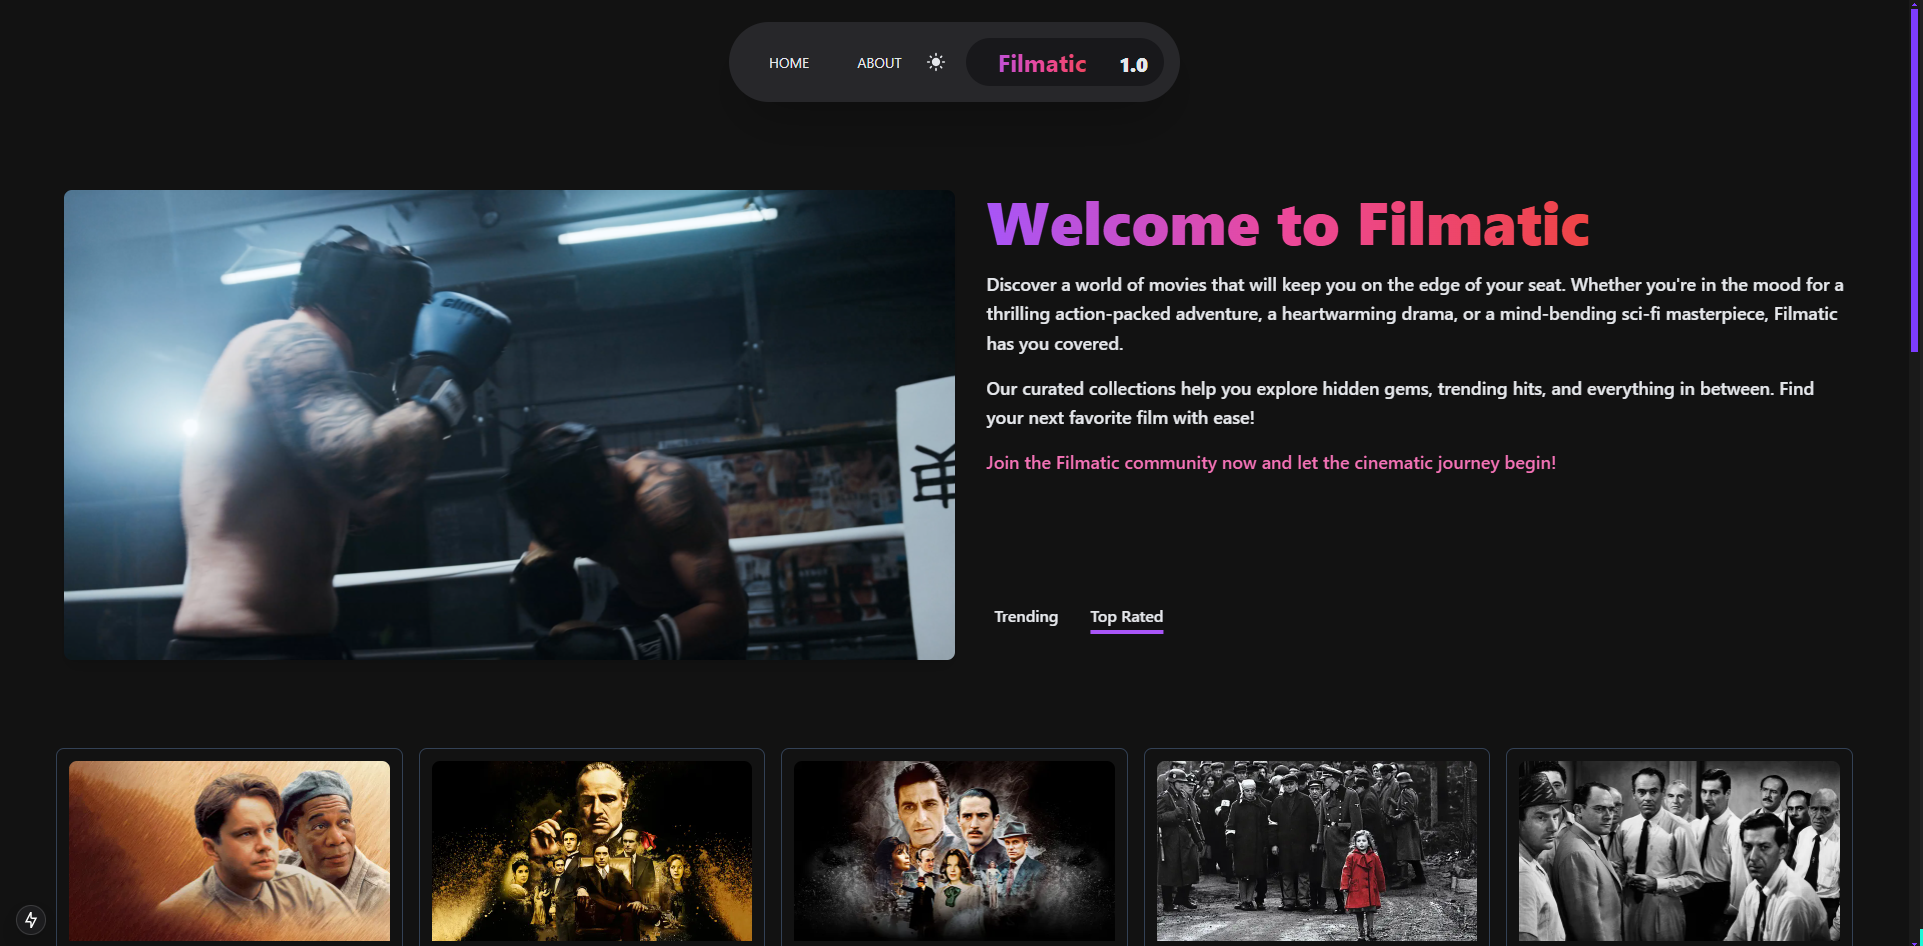 HOME ABOUT Filmatic 1.0
Welcome to Filmatic
Discover a world of movies that will keep you on the edge of your seat. Whether you're in the mood for a
thrilling action-packed adventure, a heartwarming drama, or a mind-bending sci-fi masterpiece, Filmatic
has you covered.
Our curated collections help you explore hidden gems, trending hits, and everything in between. Find
your next favorite film with ease!
Join the Filmatic community now and let the cinematic journey begin!
Trending Top Rated